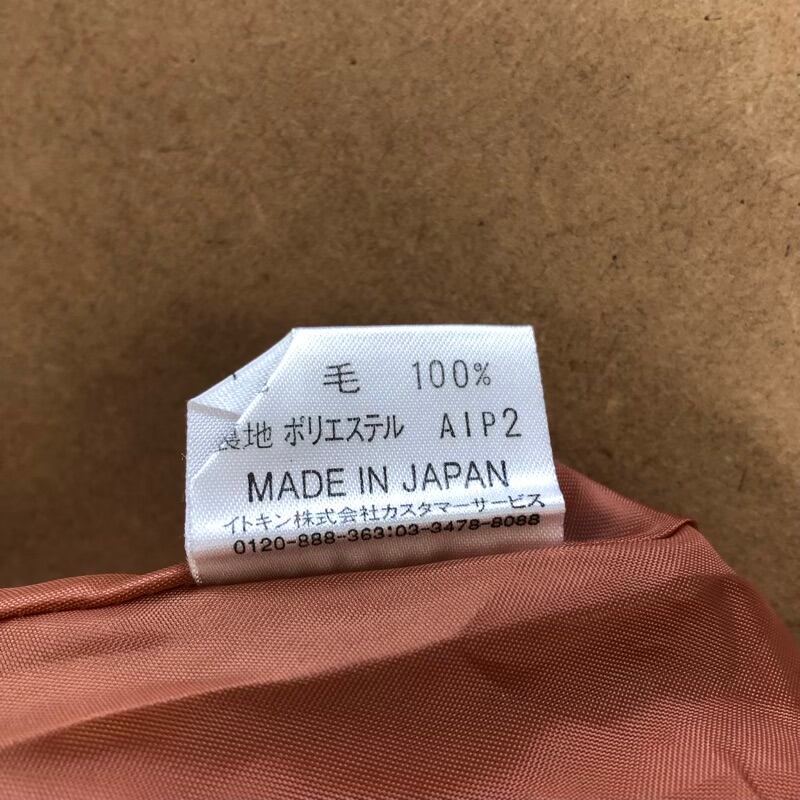 毛 100%
裏地 ポリエステル AIP2
MADE IN JAPAN
イトキン株式会社カスタマーサービス
0120-888-363:03-3478-8088